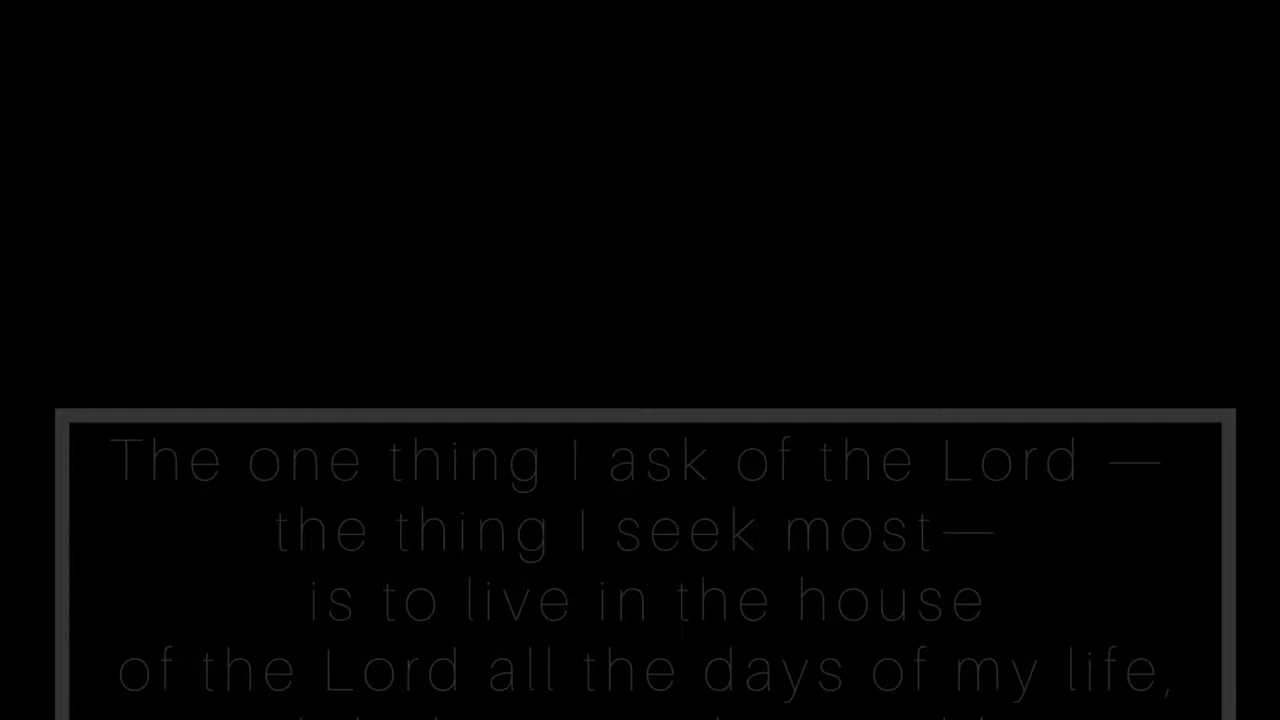 The one thing I ask of the Lord —
the thing I seek most—
is to live in the house
of the Lord all the days of my life,